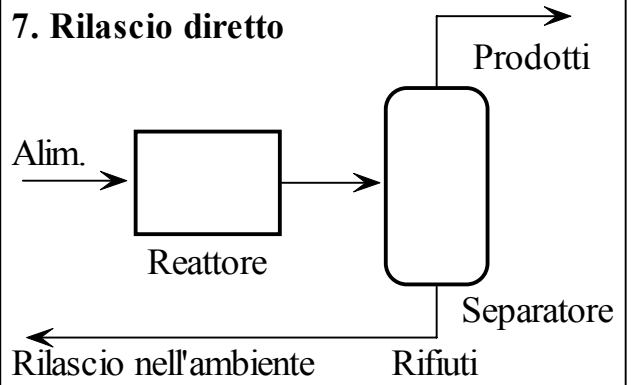 7. Rilascio diretto
Prodotti
Alim.
Reattore
Separatore
Rilascio nell'ambiente
Rifiuti